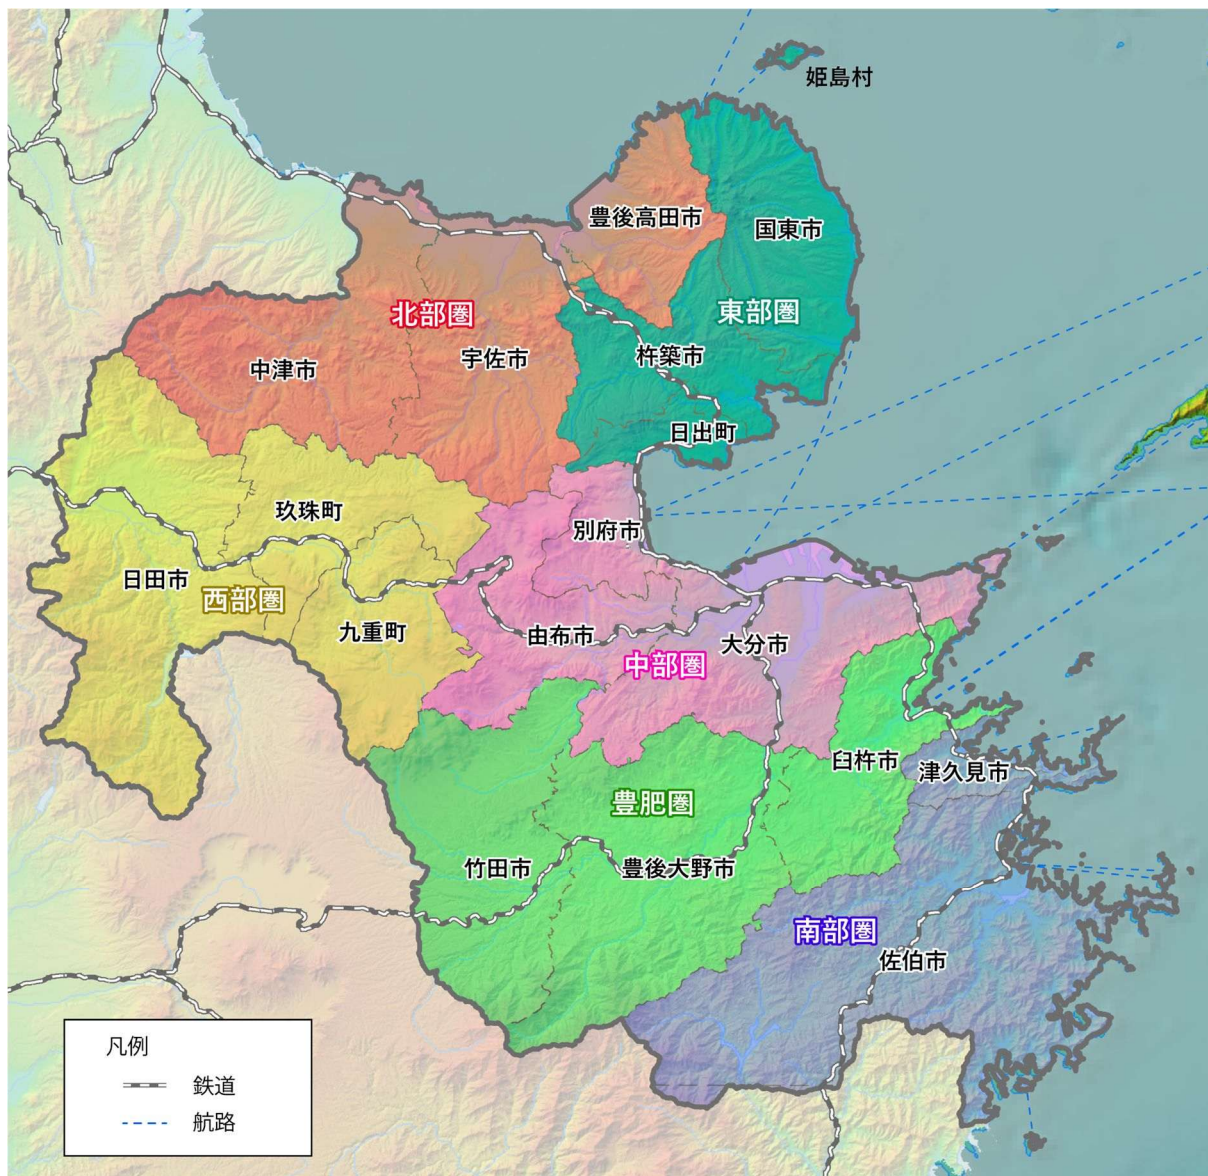 姫島村
豊後高田市
国東市
北部圏
東部圏
中津市
宇佐市
杵築市
日出町
玖珠町
別府市
日田市
西部圏
九重町
由布市
大分市
中部圏
臼杵市
津久見市
豊肥圏
竹田市
豊後大野市
南部圏
佐伯市
凡例
鉄道
航路